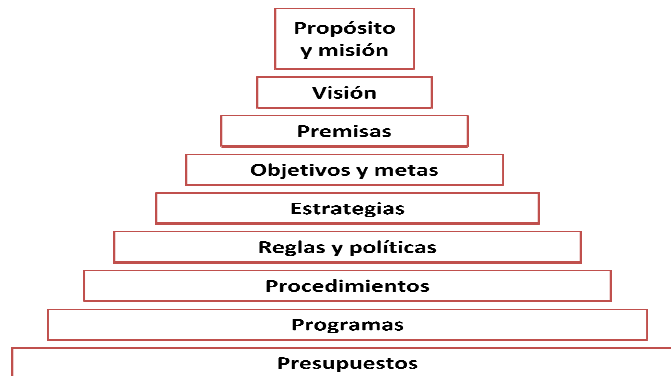 Propósito
y misión
Visión
Premisas
Objetivos y metas
Estrategias
Reglas y políticas
Procedimientos
Programas
Presupuestos